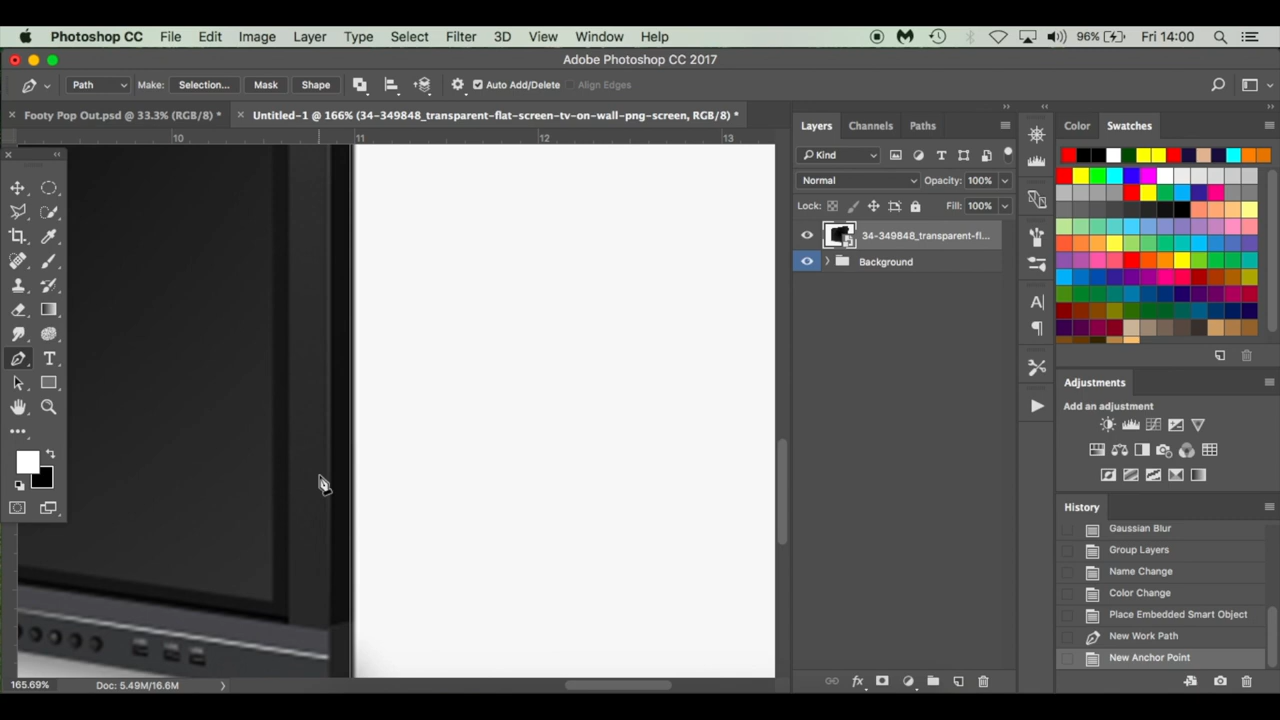 Photoshop CC File Edit Image Layer Type Select Filter 3D View Window Help 96% Fri 14:00
Adobe Photoshop CC 2017
Path Make: Selection... Mask Shape Auto Add/Delete Align Edges
Footy Pop Out.psd @ 33.3% (RGB/8) * Untitled-1 @ 166% (34-349848_transparent-flat-screen-tv-on-wall-png-screen, RGB/8) *
10 11 12 13
Layers Channels Paths
Kind
Normal Opacity: 100%
Lock: Fill: 100%
34-349848_transparent-fl...
Background
Color Swatches
Adjustments
Add an adjustment
History
Gaussian Blur
Group Layers
Name Change
Color Change
Place Embedded Smart Object
New Work Path
New Anchor Point
165.69% Doc: 5.49M/16.6M